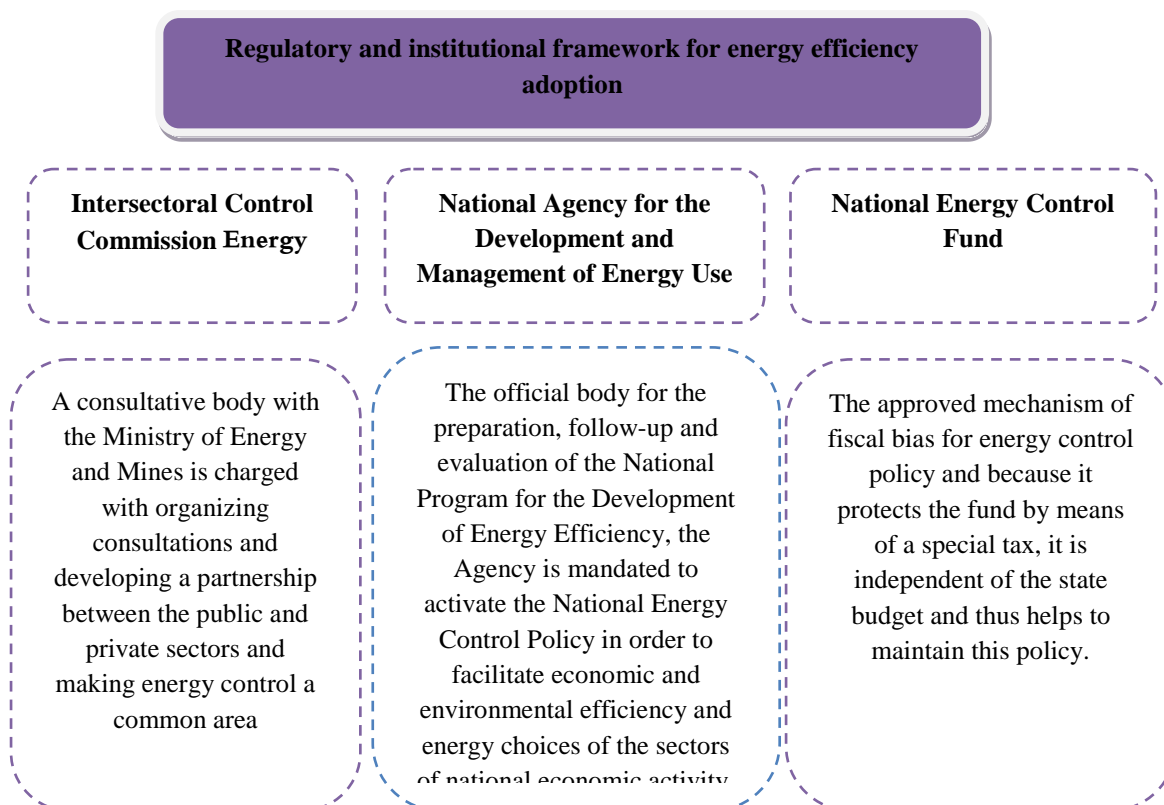 Regulatory and institutional framework for energy efficiency
adoption
Intersectoral Control
Commission Energy
National Agency for the
Development and
Management of Energy Use
National Energy Control
Fund
A consultative body with
the Ministry of Energy
and Mines is charged
with organizing
consultations and
developing a partnership
between the public and
private sectors and
making energy control a
common area
The official body for the
preparation, follow-up and
evaluation of the National
Program for the Development
of Energy Efficiency, the
Agency is mandated to
activate the National Energy
Control Policy in order to
facilitate economic and
environmental efficiency and
energy choices of the sectors
of national economic activity.
The approved mechanism of
fiscal bias for energy control
policy and because it
protects the fund by means
of a special tax, it is
independent of the state
budget and thus helps to
maintain this policy.